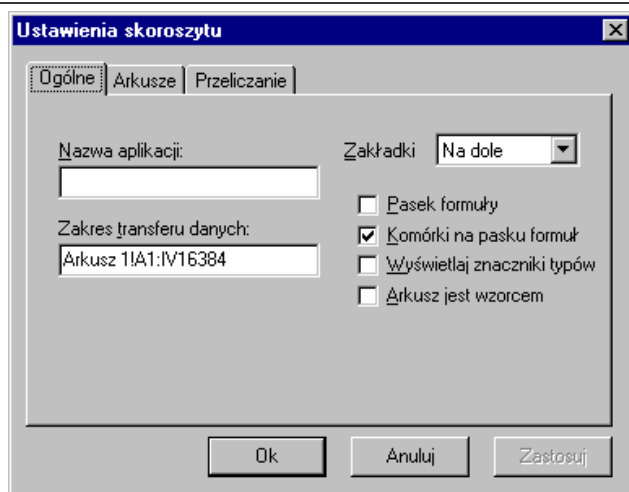 Ustawienia skoroszytu
Ogólne Arkusze Przeliczanie
Nazwa aplikacji:
Zakładki Na dole
Zakres transferu danych:
Arkusz 1!A1:IV16384
Pasek formuły
Komórki na pasku formuł
Wyświetlaj znaczniki typów
Arkusz jest wzorcem
Ok Anuluj Zastosuj